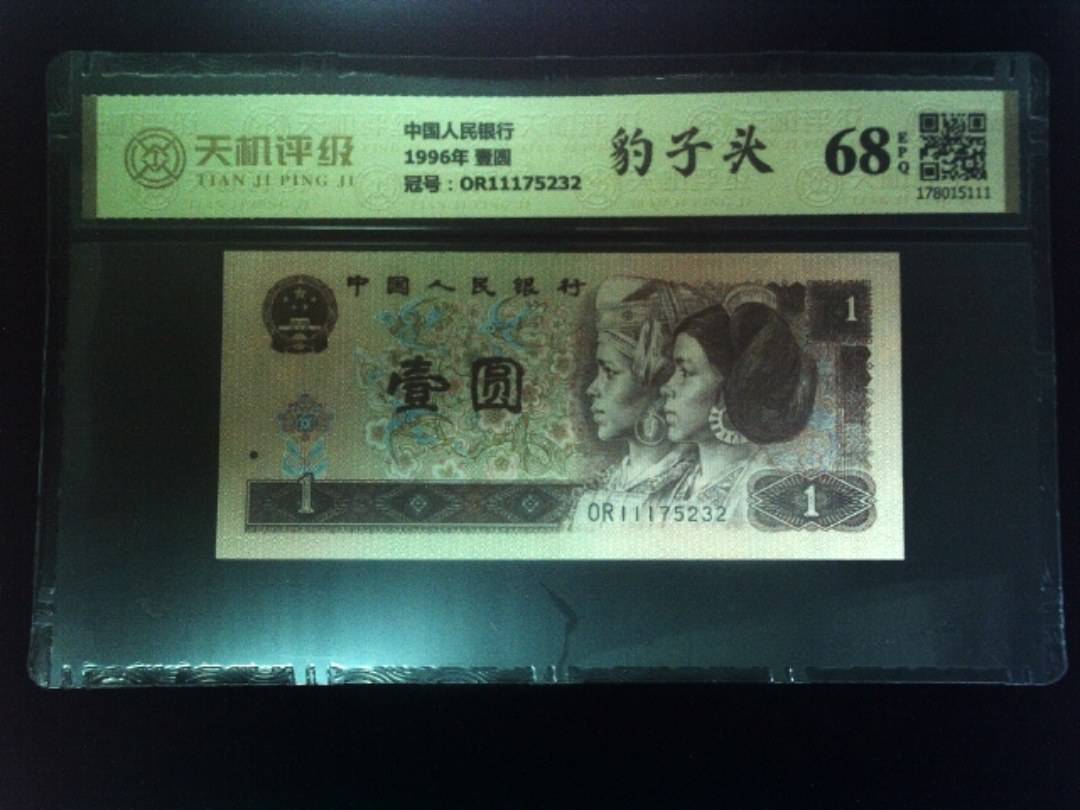 天机评级
TIAN JI PING JI
中国人民银行
1996年 壹圆
冠号：OR11175232
豹子头
68
EPQ
178015111
中国人民银行
1
壹圆
1
OR11175232
1